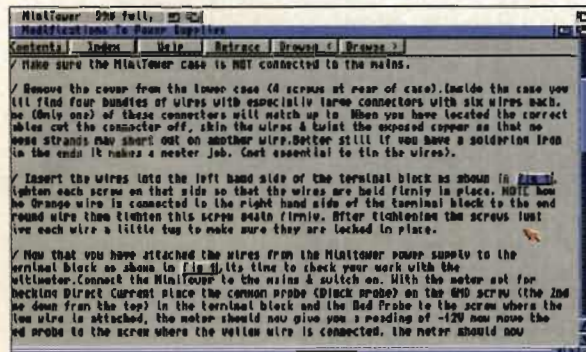 MiniTower 99% full,
Modifications To Power Supplies
Contents Index Help Retrace Browse < Browse >
/ Make sure the MiniTower case is NOT connected to the mains.
/ Remove the cover from the tower case (4 screws at rear of case).Inside the case you
ill find four bundles of wires with especially large connectors with six wires each.
ne (Only one) of these connectors will match up to When you have located the correct
ables cut the connector off, skin the wires & twist the exposed copper so that no
oose strands may short out on another wire.Better still if you have a soldering iron
in the ends it makes a neater job. (not essential to tin the wires).
/ Insert the wires into the left hand side of the terminal block as shown in Fig 1,
ighten each screw on that side so that the wires are held firmly in place. NOTE how
he Orange wire is connected to the right hand side of the terminal block to the 2nd
round wire then tighten this screw again firmly. After tightening the screws just
ive each wire a little tug to make sure they are locked in place.
/ Now that you have attached the wires from the Minitower power supply to the
erminal block as shown in Fig 1,its time to check your work with the
oltmeter.Connect the MiniTower to the mains & switch on. With the meter set for
hecking Direct Current place the common probe (Black probe) on the GND screw (the 2nd
ne down from the top) in the terminal block and the Red Probe to the screw where the
lue wire is attached, the meter should now give you a reading of -12V now move the
ed probe to the screw where the yellow wire is connected, the meter should now